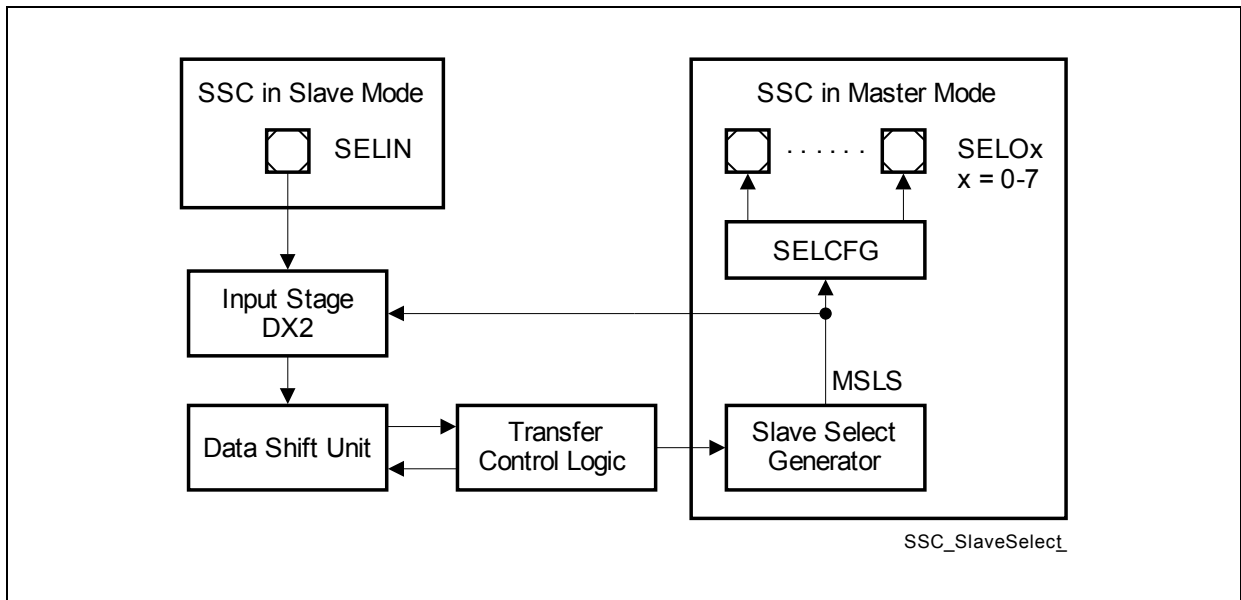 SSC in Slave Mode
SELIN
SSC in Master Mode
. . . . . .
SELOx
x = 0-7
SELCFG
Input Stage
DX2
MSLS
Data Shift Unit
Transfer
Control Logic
Slave Select
Generator
SSC_SlaveSelect_